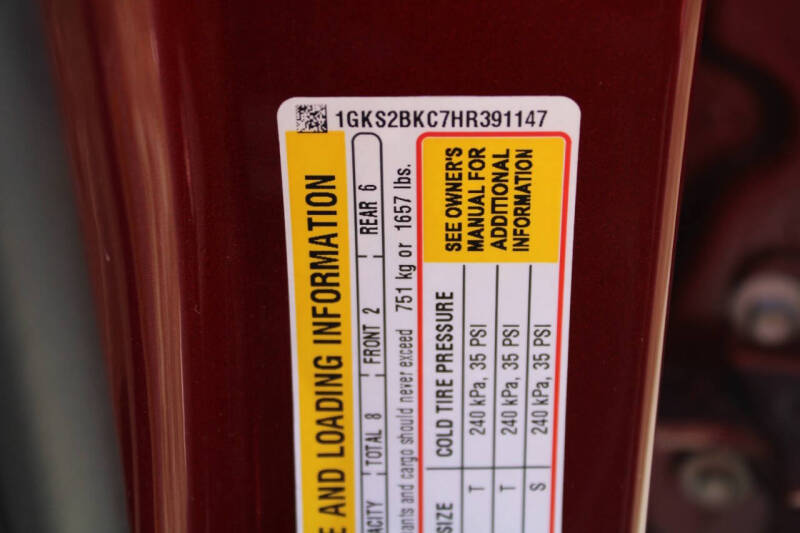 1GKS2BKC7HR391147
E AND LOADING INFORMATION
ACITY TOTAL 8 FRONT 2 REAR 6
pants and cargo should never exceed 751 kg or 1657 lbs.
SIZE COLD TIRE PRESSURE
SEE OWNER'S
MANUAL FOR
ADDITIONAL
INFORMATION
T 240 kPa, 35 PSI
T 240 kPa, 35 PSI
S 240 kPa, 35 PSI